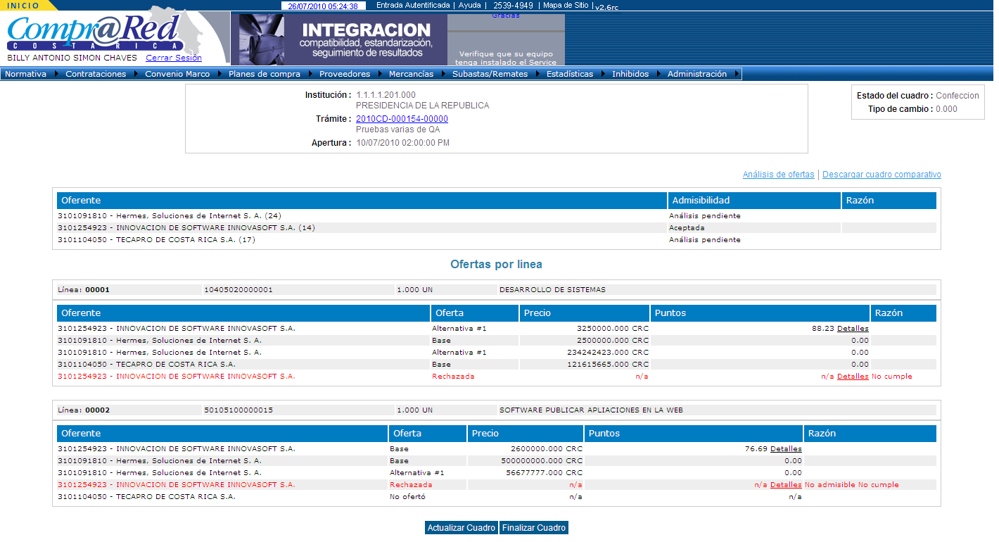 INICIO
26/07/2010 05:24:38 Entrada Autentificada | Ayuda | 2539-4949 | Mapa de Sitio | v2.6rc
Compr@Red
COSTARICA
BILLY ANTONIO SIMON CHAVES Cerrar Sesión
INTEGRACION
compatibilidad, estandarización,
seguimiento de resultados
Gracias
Verifique que su equipo
tenga instalado el Service
Normativa Contrataciones Convenio Marco Planes de compra Proveedores Mercancías Subastas/Remates Estadísticas Inhibidos Administración
Institución : 1.1.1.1.201.000
PRESIDENCIA DE LA REPUBLICA
Trámite : 2010CD-000154-00000
Pruebas varias de QA
Apertura : 10/07/2010 02:00:00 PM
Estado del cuadro : Confeccion
Tipo de cambio : 0.000
Análisis de ofertas | Descargar cuadro comparativo
Oferente Admisibilidad Razón
3101091810 - Hermes, Soluciones de Internet S. A. (24) Análisis pendiente
3101254923 - INNOVACION DE SOFTWARE INNOVASOFT S.A. (14) Aceptada
3101104050 - TECAPRO DE COSTA RICA S.A. (17) Análisis pendiente
Ofertas por línea
Línea: 00001 10405020000001 1.000 UN DESARROLLO DE SISTEMAS
Oferente Oferta Precio Puntos Razón
3101254923 - INNOVACION DE SOFTWARE INNOVASOFT S.A. Alternativa #1 3250000.000 CRC 88.23 Detalles
3101091810 - Hermes, Soluciones de Internet S. A. Base 2500000.000 CRC 0.00
3101091810 - Hermes, Soluciones de Internet S. A. Alternativa #1 234242423.000 CRC 0.00
3101104050 - TECAPRO DE COSTA RICA S.A. Base 121615665.000 CRC 0.00
3101254923 - INNOVACION DE SOFTWARE INNOVASOFT S.A. Rechazada n/a n/a Detalles No cumple
Línea: 00002 50105100000015 1.000 UN SOFTWARE PUBLICAR APLIACIONES EN LA WEB
Oferente Oferta Precio Puntos Razón
3101254923 - INNOVACION DE SOFTWARE INNOVASOFT S.A. Base 2600000.000 CRC 76.69 Detalles
3101091810 - Hermes, Soluciones de Internet S. A. Base 500000000.000 CRC 0.00
3101091810 - Hermes, Soluciones de Internet S. A. Alternativa #1 56677777.000 CRC 0.00
3101254923 - INNOVACION DE SOFTWARE INNOVASOFT S.A. Rechazada n/a n/a Detalles No admisible No cumple
3101104050 - TECAPRO DE COSTA RICA S.A. No ofertó n/a n/a
Actualizar Cuadro Finalizar Cuadro